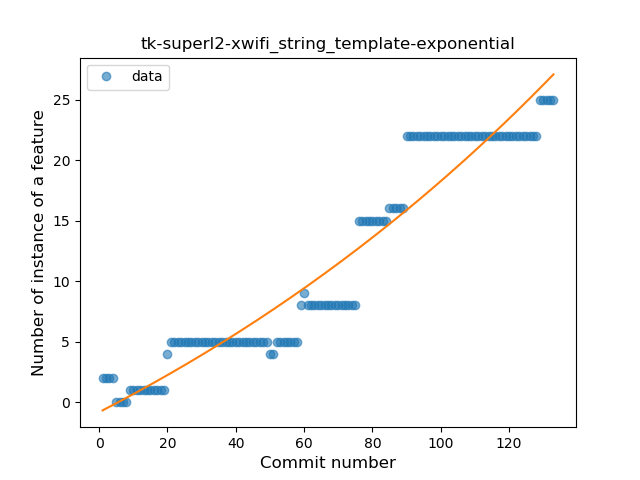 tk-superl2-xwifi_string_template-exponential
data
Number of instance of a feature
25
20
15
10
5
0
0 20 40 60 80 100 120
Commit number